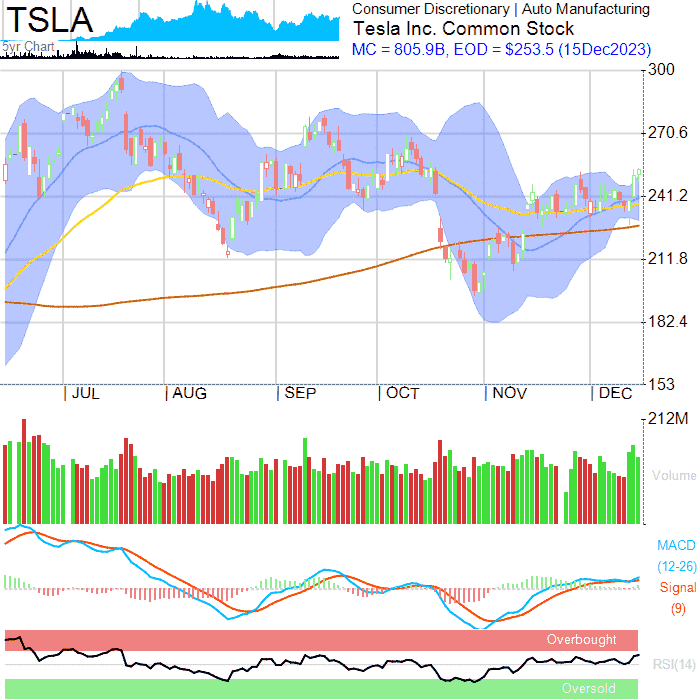 TSLA
5yr Chart
Consumer Discretionary | Auto Manufacturing
Tesla Inc. Common Stock
MC = 805.9B, EOD = $253.5 (15Dec2023)
300
270.6
241.2
211.8
182.4
153
JUL AUG SEP OCT NOV DEC
212M
Volume
MACD
(12-26)
Signal
(9)
Overbought
RSI(14)
Oversold